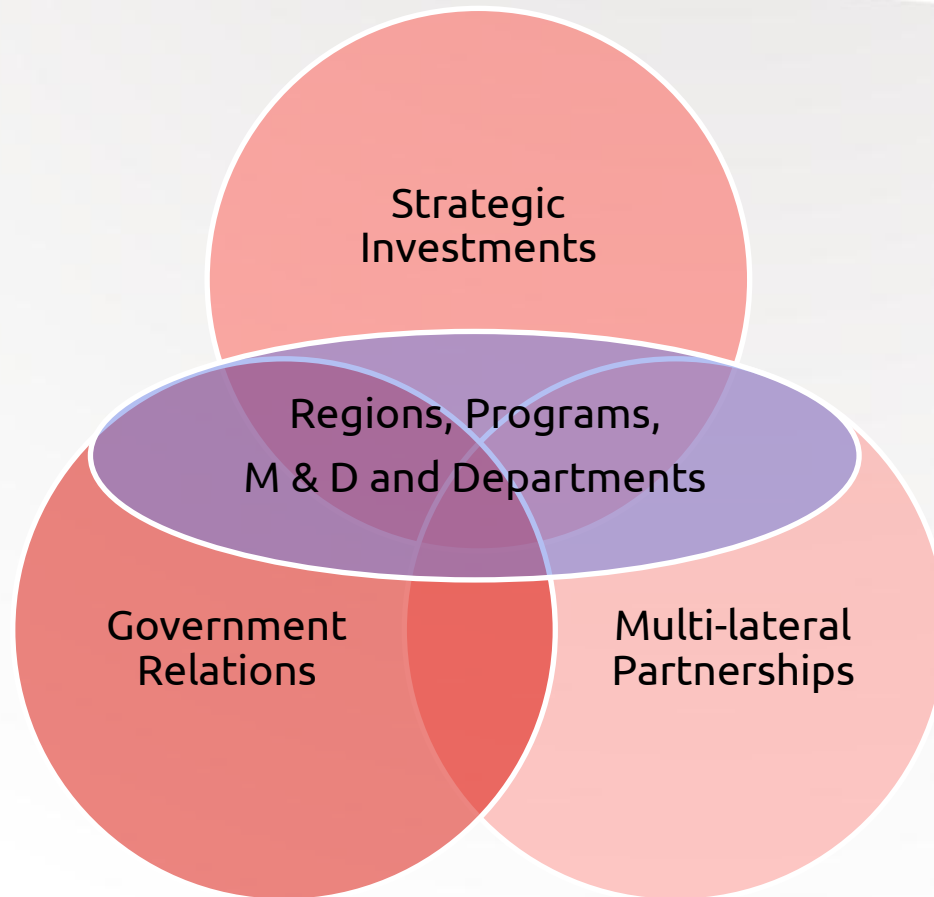 Strategic
Investments
Regions, Programs,
M & D and Departments
Government
Relations
Multi-lateral
Partnerships